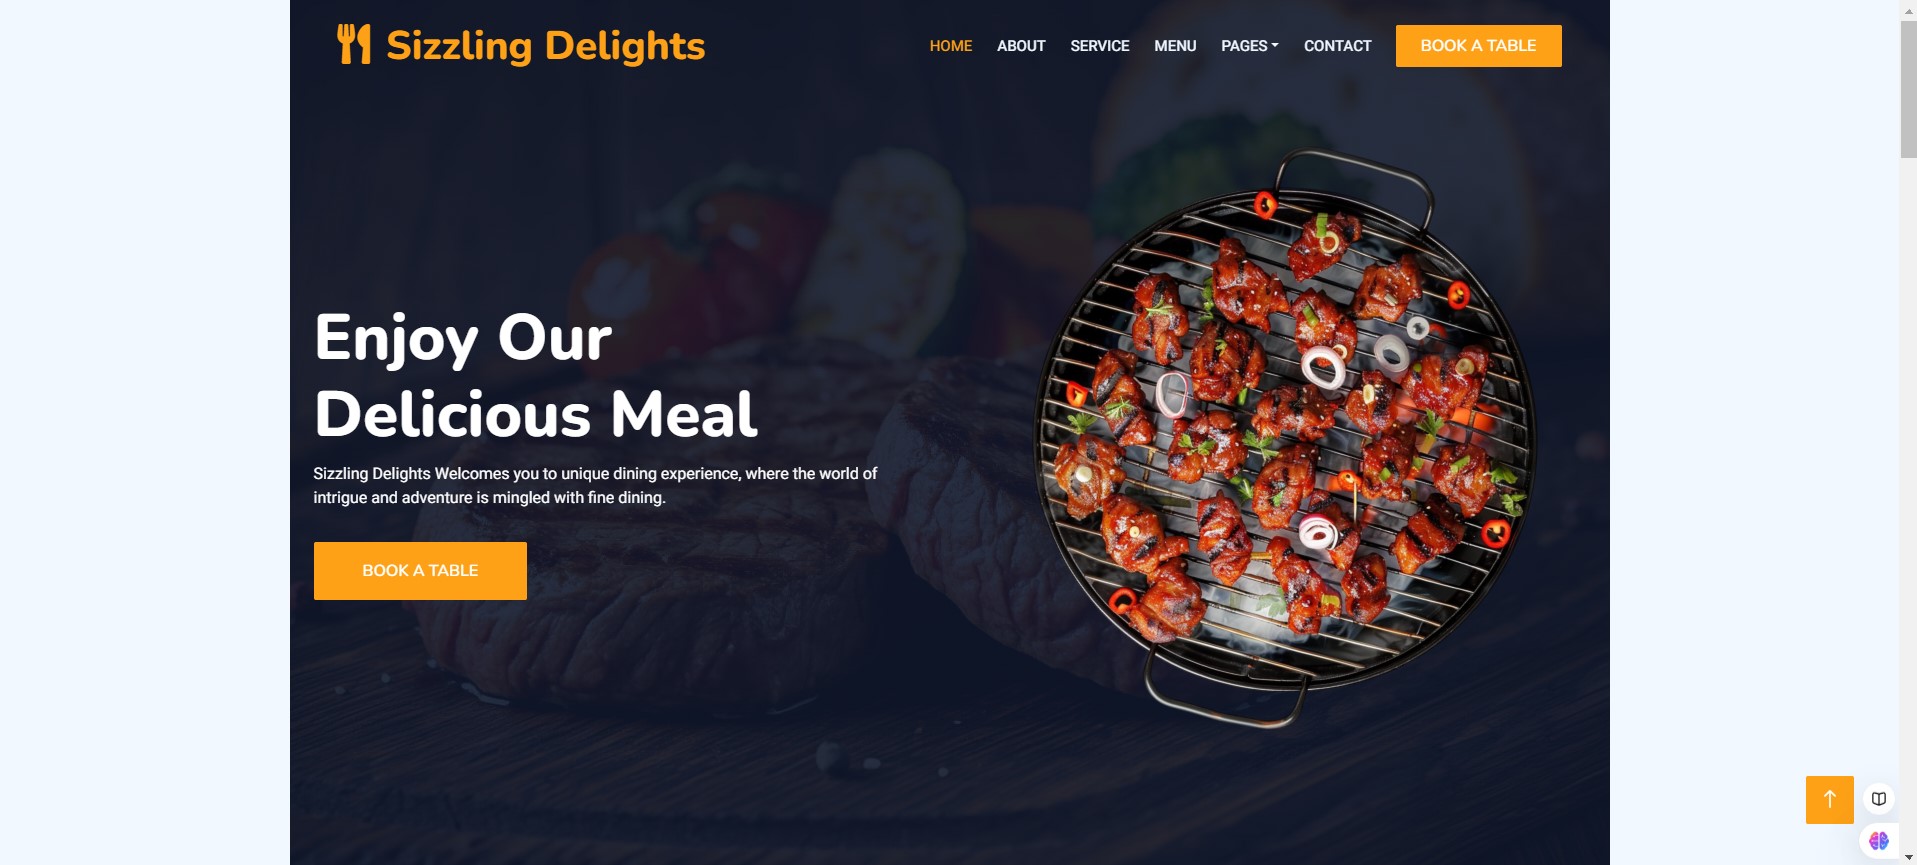 Sizzling Delights
HOME ABOUT SERVICE MENU PAGES CONTACT BOOK A TABLE
Enjoy Our
Delicious Meal
Sizzling Delights Welcomes you to unique dining experience, where the world of
intrigue and adventure is mingled with fine dining.
BOOK A TABLE